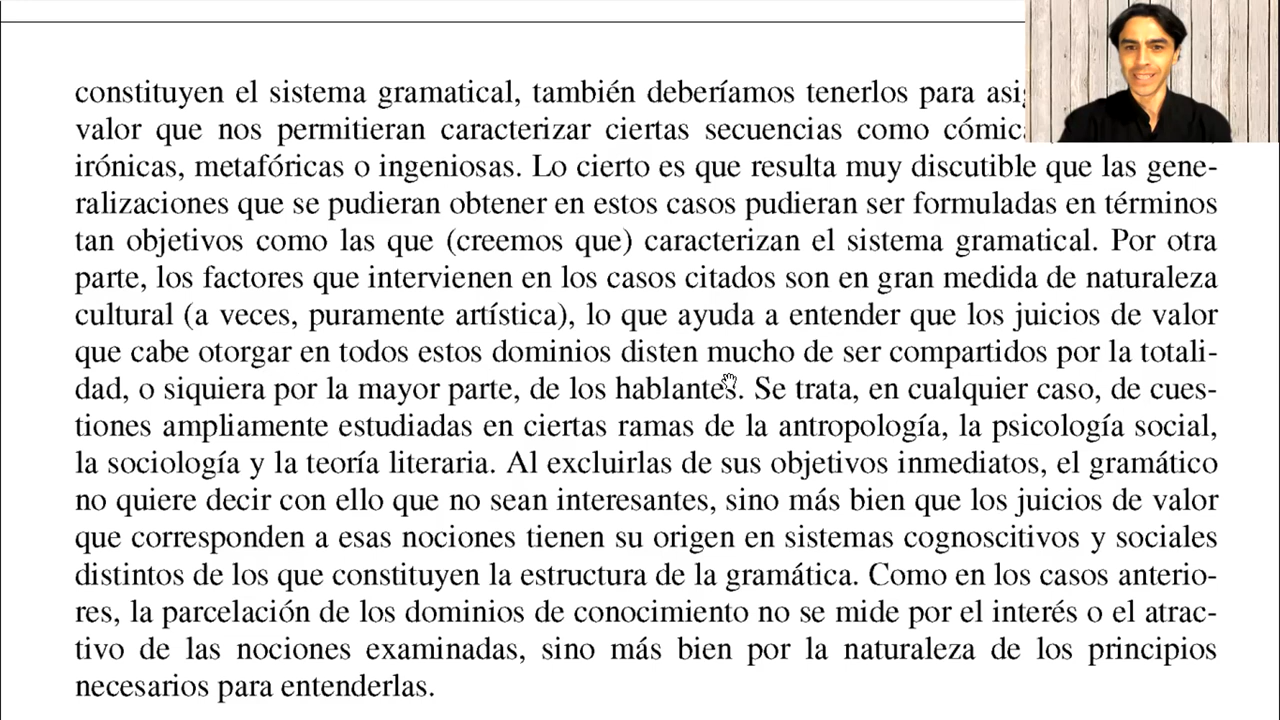 constituyen el sistema gramatical, también deberíamos tenerlos para
valor que nos permitieran caracterizar ciertas secuencias como
irónicas, metafóricas o ingeniosas. Lo cierto es que resulta muy discutible que las gene-
ralizaciones que se pudieran obtener en estos casos pudieran ser formuladas en términos
tan objetivos como las que (creemos que) caracterizan el sistema gramatical. Por otra
parte, los factores que intervienen en los casos citados son en gran medida de naturaleza
cultural (a veces, puramente artística), lo que ayuda a entender que los juicios de valor
que cabe otorgar en todos estos dominios disten mucho de ser compartidos por la totali-
dad, o siquiera por la mayor parte, de los hablantes. Se trata, en cualquier caso, de cues-
tiones ampliamente estudiadas en ciertas ramas de la antropología, la psicología social,
la sociología y la teoría literaria. Al excluirlas de sus objetivos inmediatos, el gramático
no quiere decir con ello que no sean interesantes, sino más bien que los juicios de valor
que corresponden a esas nociones tienen su origen en sistemas cognoscitivos y sociales
distintos de los que constituyen la estructura de la gramática. Como en los casos anterio-
res, la parcelación de los dominios de conocimiento no se mide por el interés o el atrac-
tivo de las nociones examinadas, sino más bien por la naturaleza de los principios
necesarios para entenderlas.